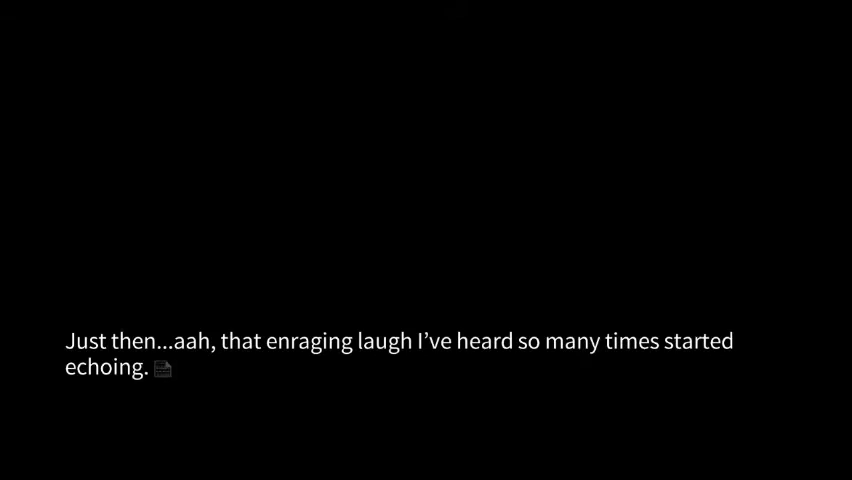 Just then...aah, that enraging laugh I’ve heard so many times started
echoing.